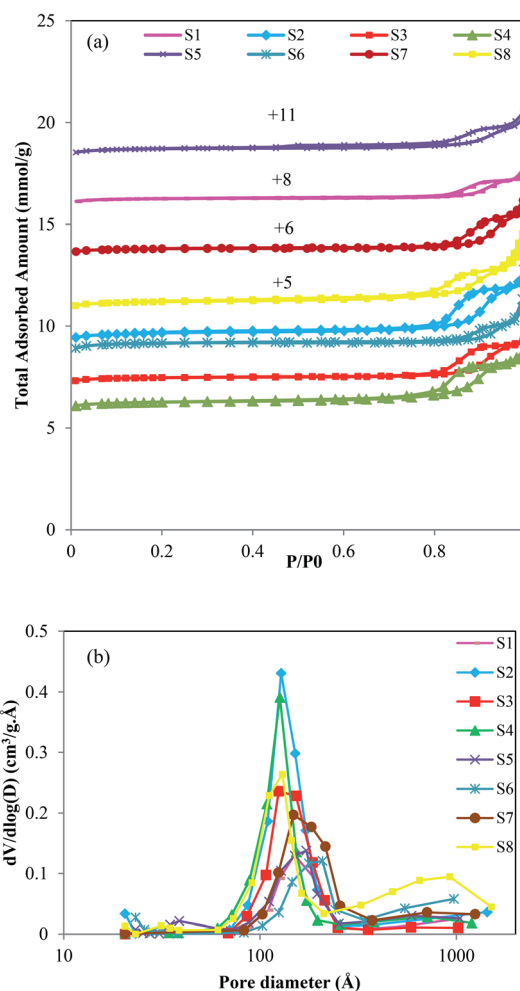 (a)
S1 S2 S3 S4
S5 S6 S7 S8
25
20
15
10
5
0
+11
+8
+6
+5
Total Adsorbed Amount (mmol/g)
0 0.2 0.4 0.6 0.8
P/P0
(b)
0.5
0.4
0.3
0.2
0.1
0
S1
S2
S3
S4
S5
S6
S7
S8
dV/dlog(D) (cm³/g.Å)
10 100 1000
Pore diameter (Å)